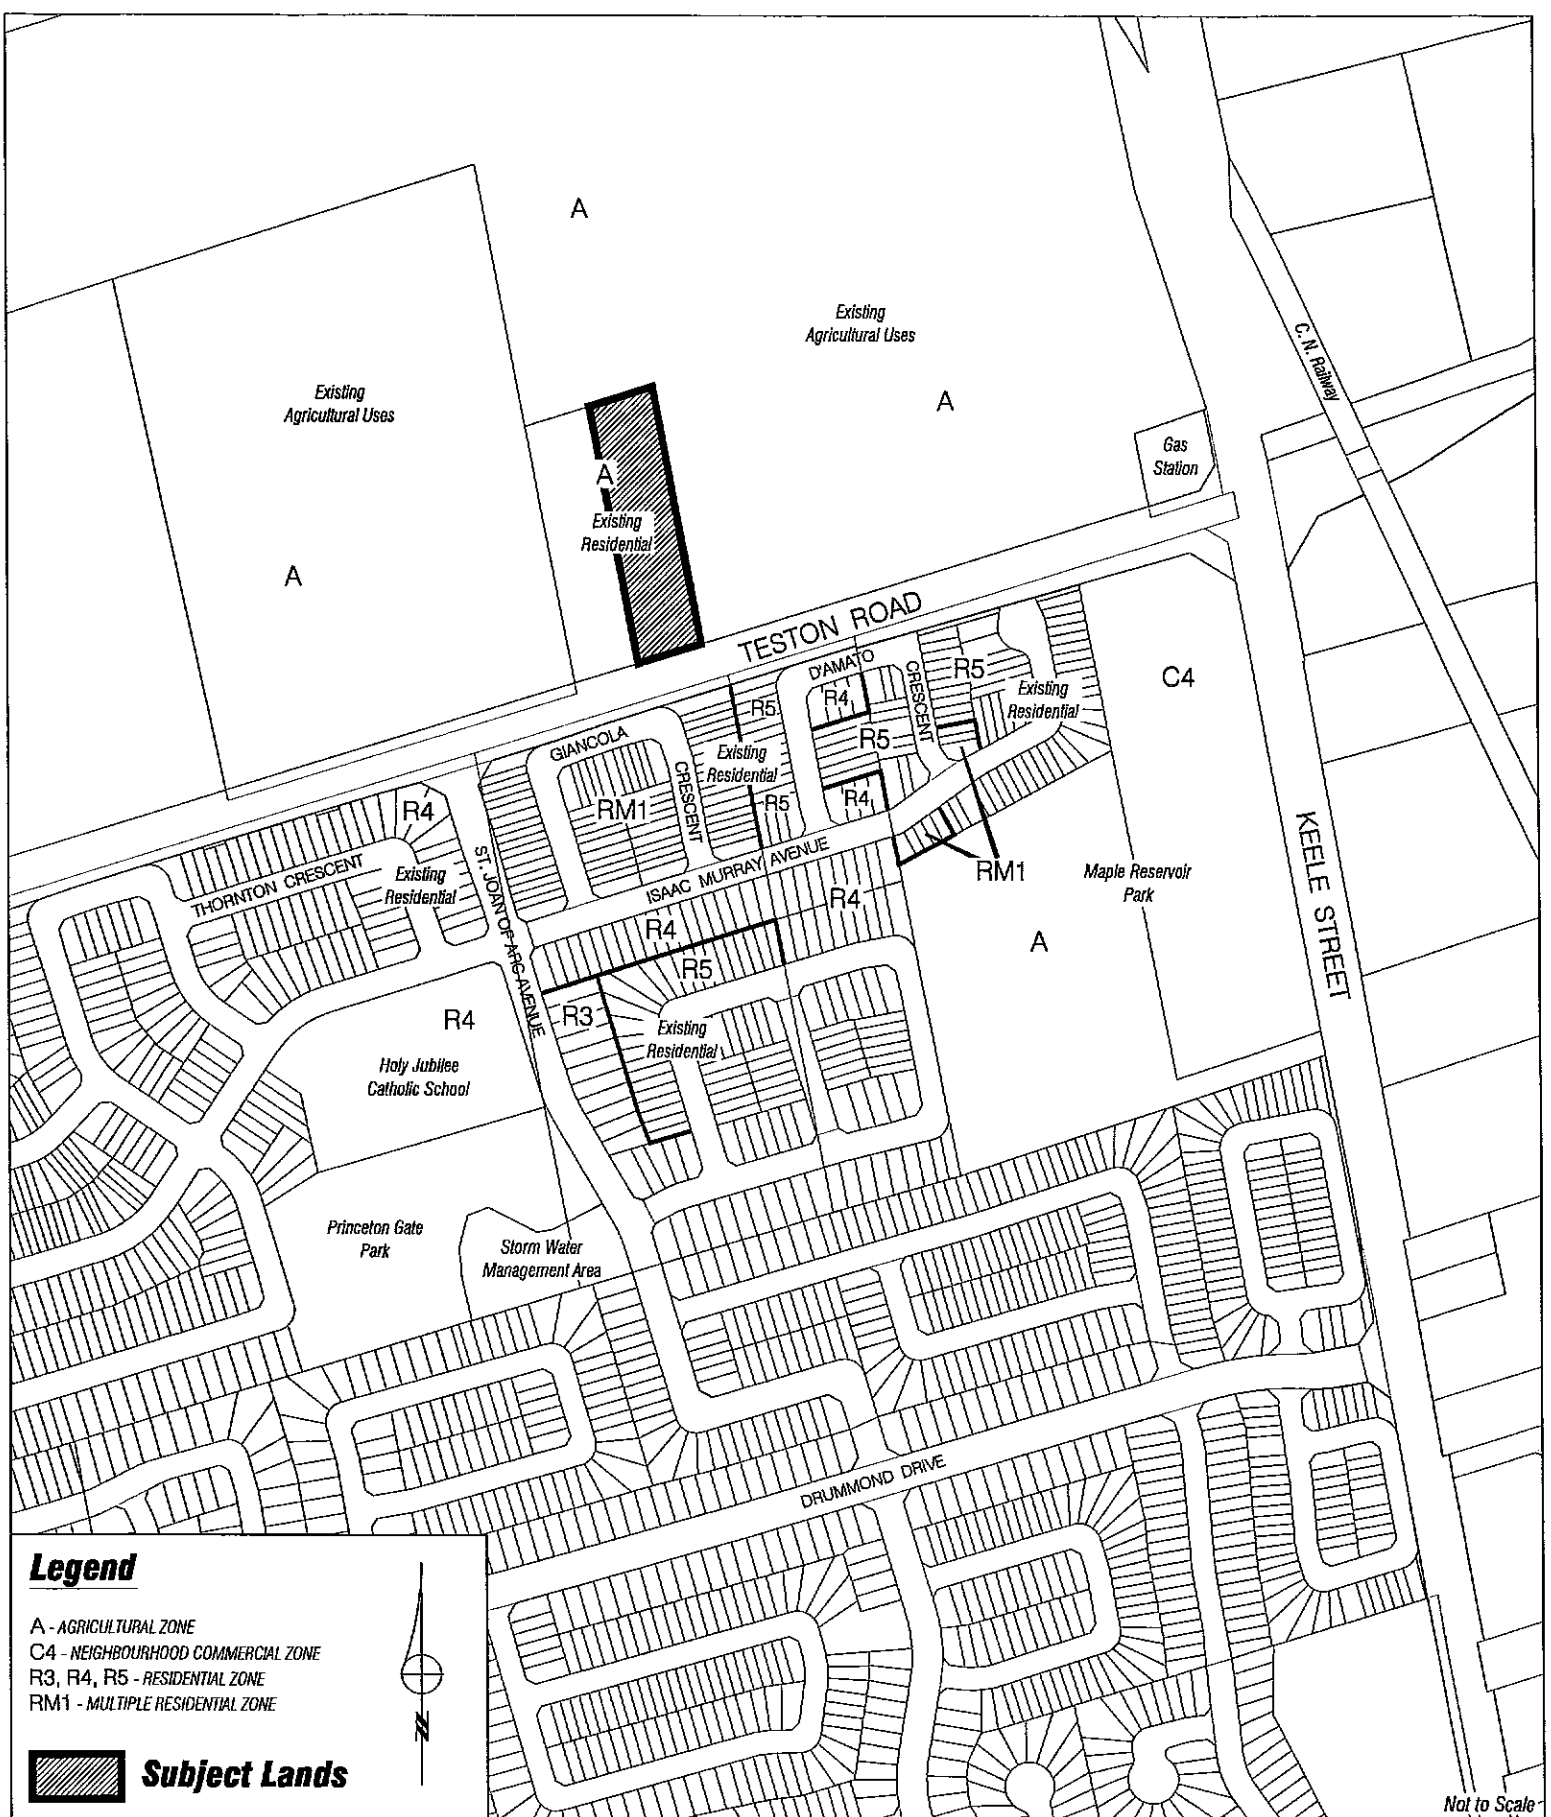 A
Existing
Agricultural Uses
C. N. Railway
Existing
Agricultural Uses
A
Gas
Station
A
Existing
Residential
A
TESTON ROAD
D'AMATO
CRESCENT
R5
C4
R4
Existing
Residential
R5
GIANCOLA
R5
Existing
Residential
CRESCENT
R5
R4
RM1
R4
KEELE STREET
ISAAC MURRAY AVENUE
RM1
Maple Reservoir
Park
THORNTON CRESCENT
Existing
Residential
ST. JOAN OF ARC AVENUE
R4
R4
A
R5
R4
R3
Existing
Residential
Holy Jubilee
Catholic School
Princeton Gate
Park
Storm Water
Management Area
DRUMMOND DRIVE
Legend
A - AGRICULTURAL ZONE
C4 - NEIGHBOURHOOD COMMERCIAL ZONE
R3, R4, R5 - RESIDENTIAL ZONE
RM1 - MULTIPLE RESIDENTIAL ZONE
N
Subject Lands
Not to Scale